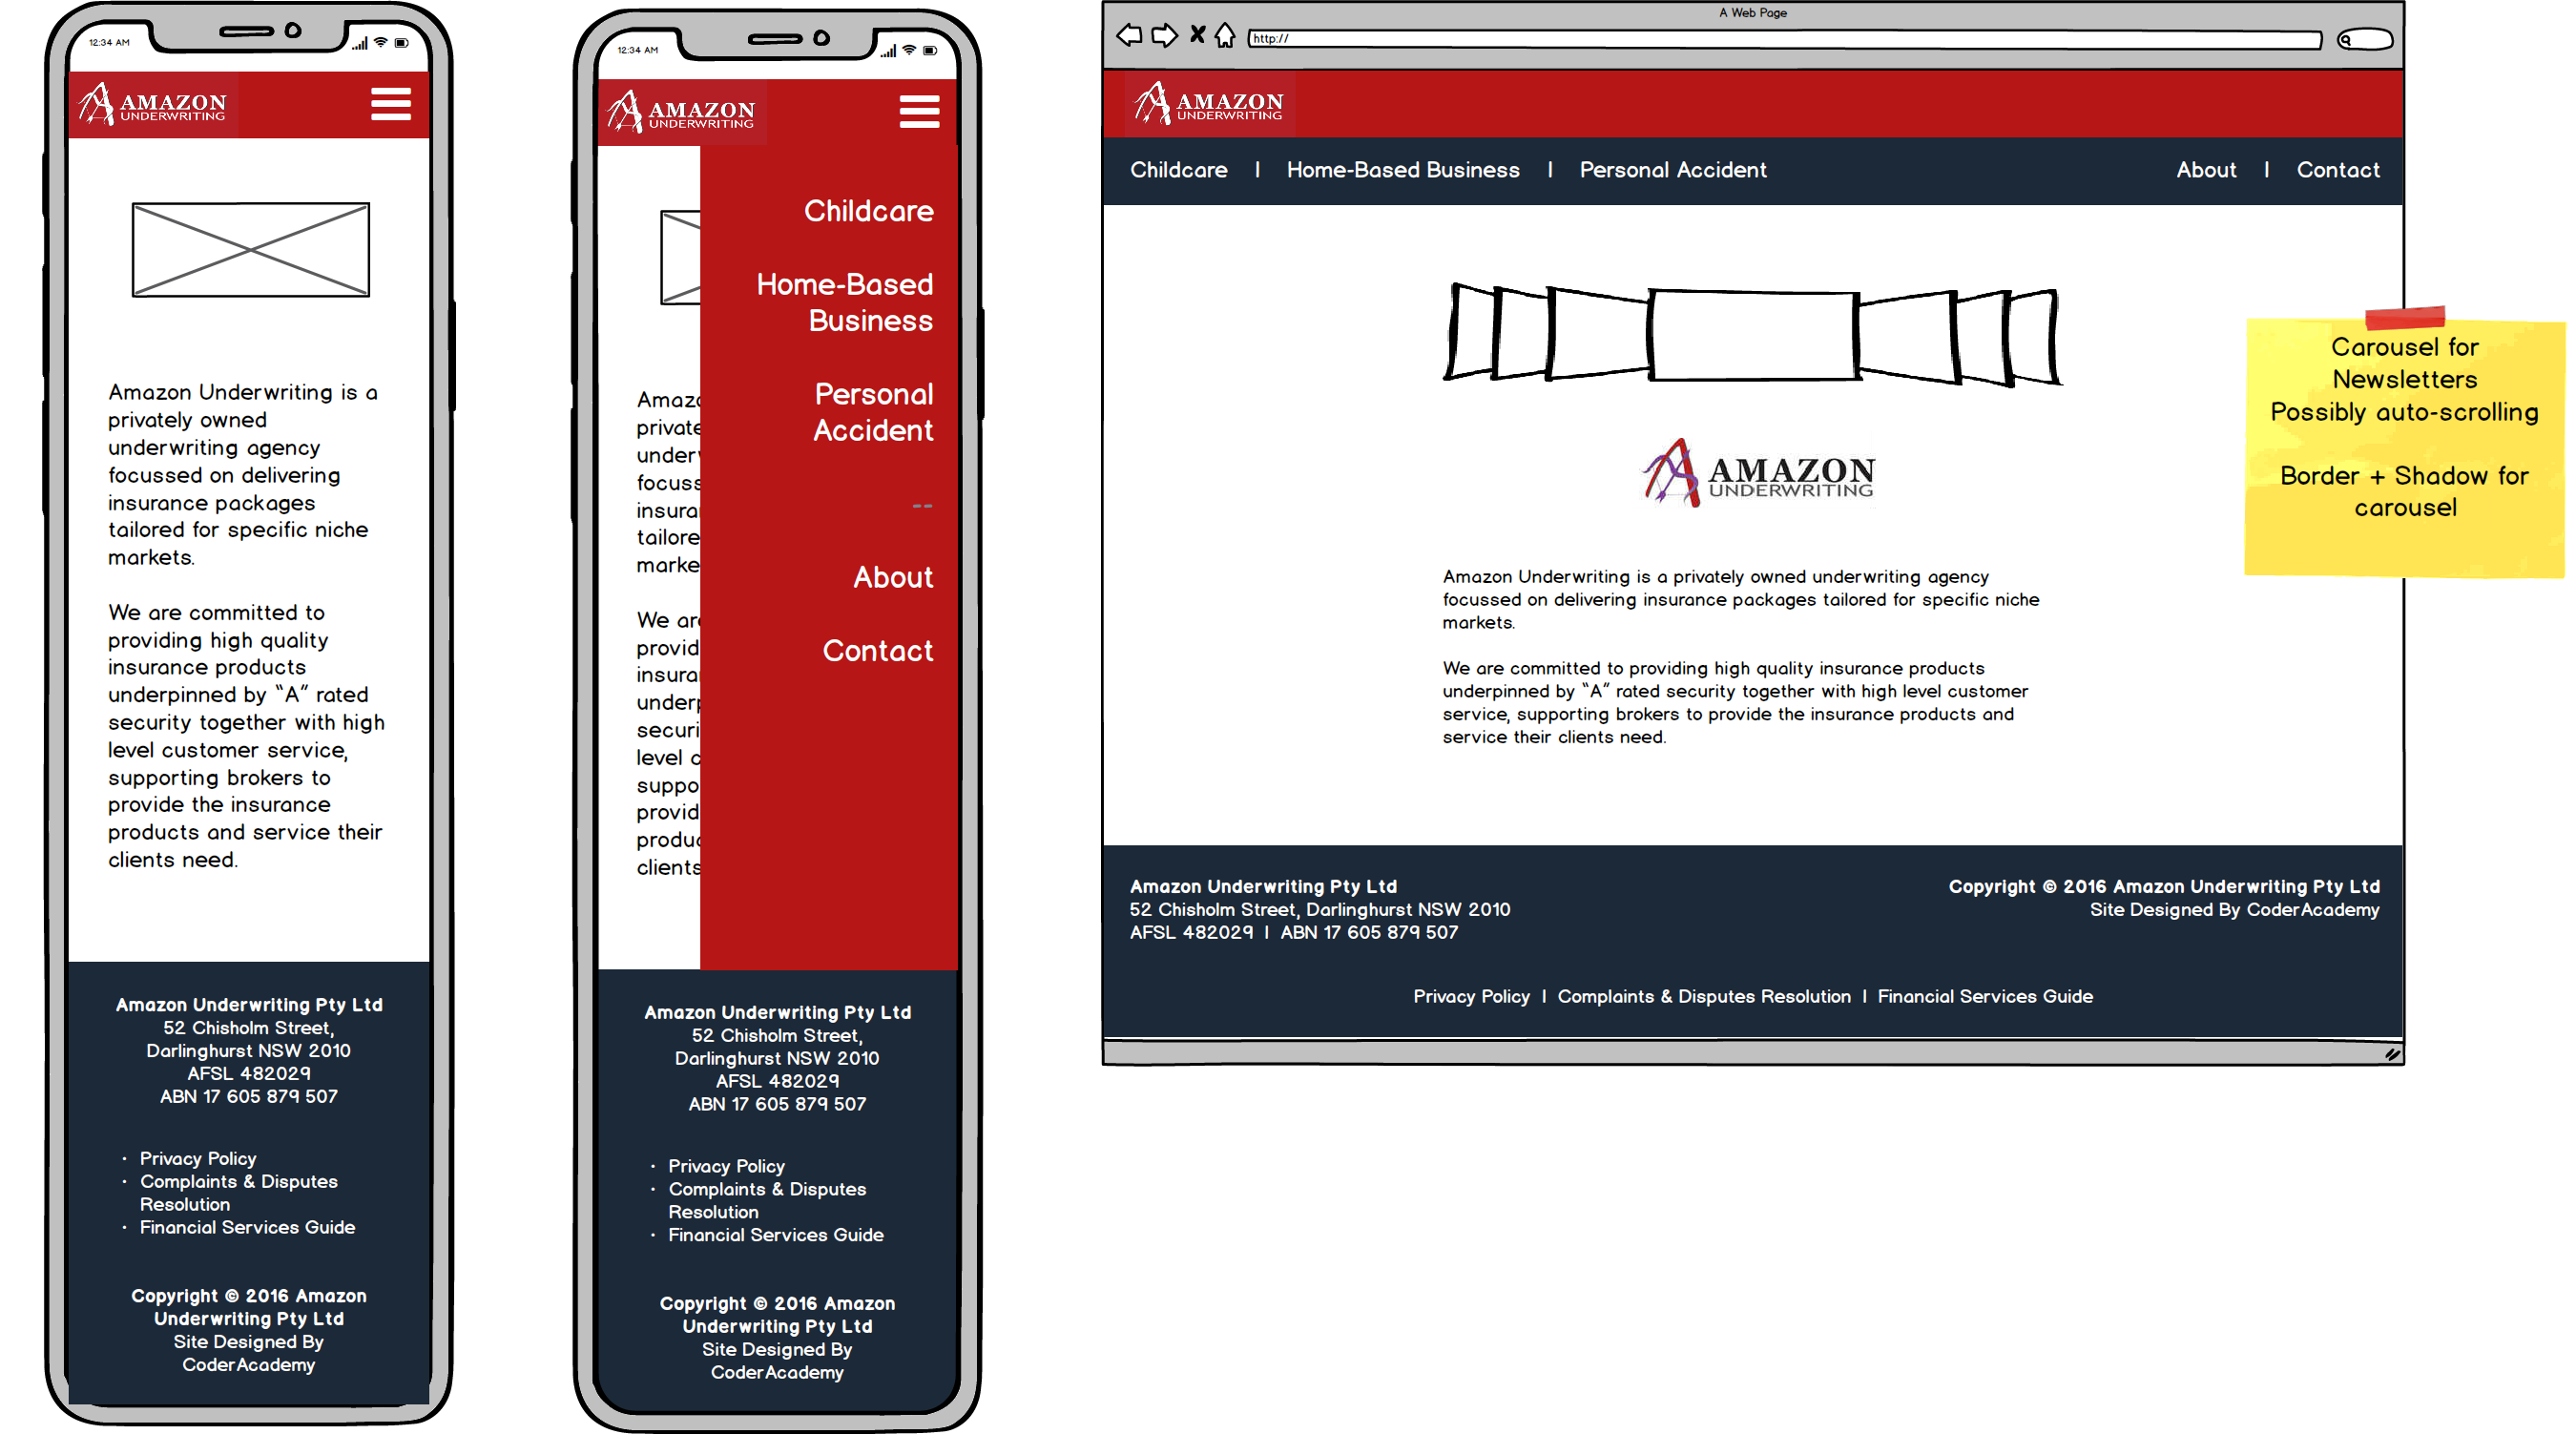 12:34 AM
AMAZON
UNDERWRITING
Amazon Underwriting is a
privately owned
underwriting agency
focussed on delivering
insurance packages
tailored for specific niche
markets.
We are committed to
providing high quality
insurance products
underpinned by “A” rated
security together with high
level customer service,
supporting brokers to
provide the insurance
products and service their
clients need.
Amazon Underwriting Pty Ltd
52 Chisholm Street,
Darlinghurst NSW 2010
AFSL 482029
ABN 17 605 879 507
• Privacy Policy
• Complaints & Disputes
Resolution
• Financial Services Guide
Copyright © 2016 Amazon
Underwriting Pty Ltd
Site Designed By
CoderAcademy
12:34 AM
AMAZON
UNDERWRITING
Childcare
Home-Based
Business
Personal
Accident
--
About
Contact
Amazo
private
under
focuss
insura
tailore
marke
We are
provid
insura
underp
securi
level c
suppo
provid
produc
clients
Amazon Underwriting Pty Ltd
52 Chisholm Street,
Darlinghurst NSW 2010
AFSL 482029
ABN 17 605 879 507
• Privacy Policy
• Complaints & Disputes
Resolution
• Financial Services Guide
Copyright © 2016 Amazon
Underwriting Pty Ltd
Site Designed By
CoderAcademy
A Web Page
http://
AMAZON
UNDERWRITING
Childcare | Home-Based Business | Personal Accident About | Contact
AMAZON
UNDERWRITING
Amazon Underwriting is a privately owned underwriting agency
focussed on delivering insurance packages tailored for specific niche
markets.
We are committed to providing high quality insurance products
underpinned by “A” rated security together with high level customer
service, supporting brokers to provide the insurance products and
service their clients need.
Amazon Underwriting Pty Ltd
52 Chisholm Street, Darlinghurst NSW 2010
AFSL 482029 | ABN 17 605 879 507
Copyright © 2016 Amazon Underwriting Pty Ltd
Site Designed By CoderAcademy
Privacy Policy | Complaints & Disputes Resolution | Financial Services Guide
Carousel for
Newsletters
Possibly auto-scrolling
Border + Shadow for
carousel